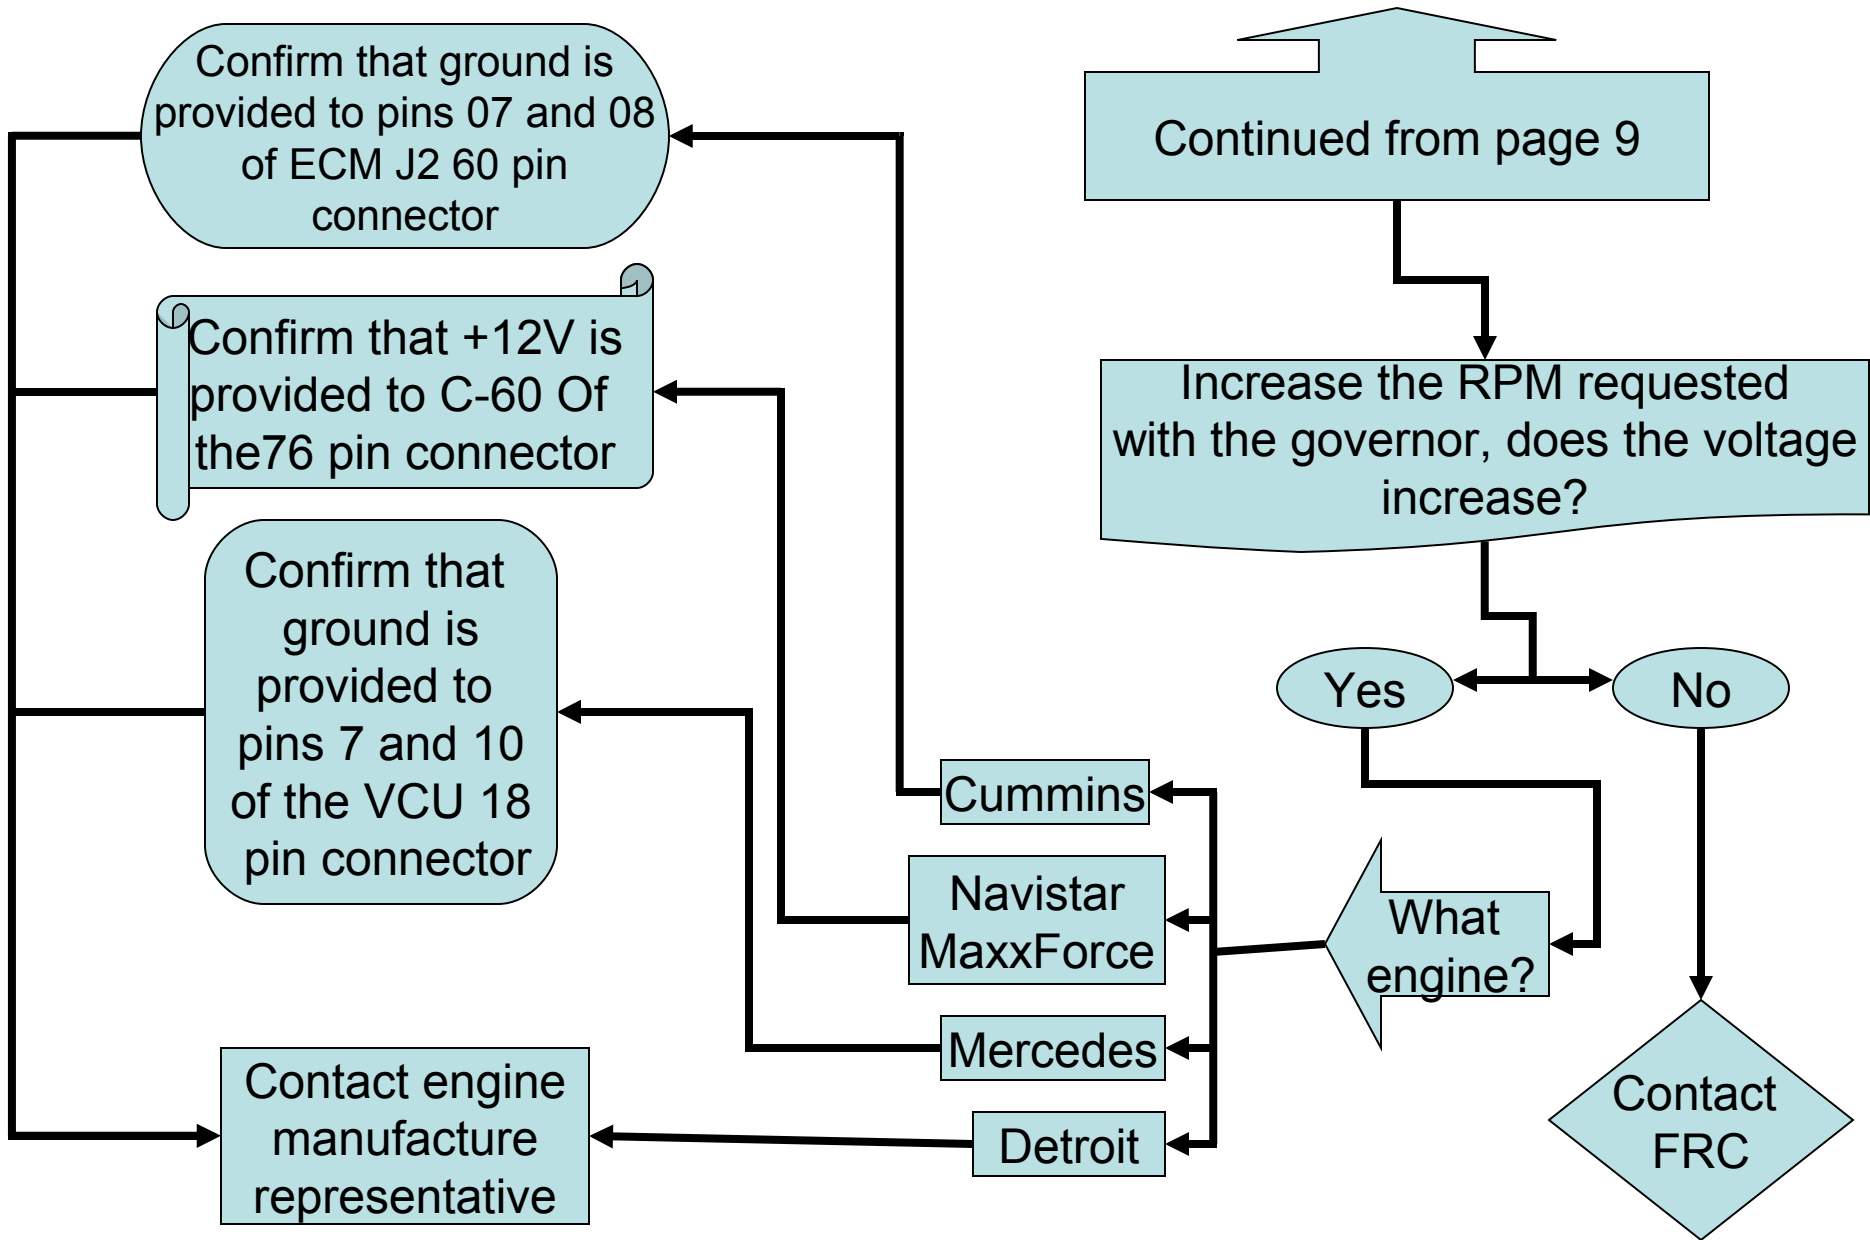 Continued from page 9
Increase the RPM requested
with the governor, does the voltage
increase?
Yes
No
What
engine?
Contact
FRC
Cummins
Navistar
MaxxForce
Mercedes
Detroit
Confirm that ground is
provided to pins 07 and 08
of ECM J2 60 pin
connector
Confirm that +12V is
provided to C-60 Of
the76 pin connector
Confirm that
ground is
provided to
pins 7 and 10
of the VCU 18
pin connector
Contact engine
manufacture
representative